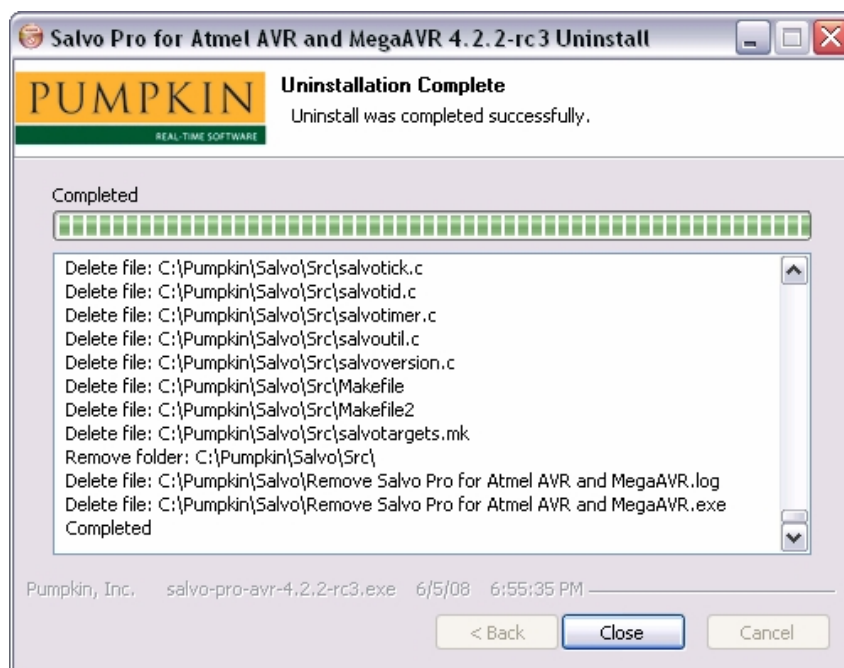 Salvo Pro for Atmel AVR and MegaAVR 4.2.2-rc3 Uninstall
PUMPKIN
REAL-TIME SOFTWARE
Uninstallation Complete
Uninstall was completed successfully.
Completed
Delete file: C:\Pumpkin\Salvo\Src\salvotick.c
Delete file: C:\Pumpkin\Salvo\Src\salvotid.c
Delete file: C:\Pumpkin\Salvo\Src\salvotimer.c
Delete file: C:\Pumpkin\Salvo\Src\salvoutil.c
Delete file: C:\Pumpkin\Salvo\Src\salvoversion.c
Delete file: C:\Pumpkin\Salvo\Src\Makefile
Delete file: C:\Pumpkin\Salvo\Src\Makefile2
Delete file: C:\Pumpkin\Salvo\Src\salvotargets.mk
Remove folder: C:\Pumpkin\Salvo\Src\
Delete file: C:\Pumpkin\Salvo\Remove Salvo Pro for Atmel AVR and MegaAVR.log
Delete file: C:\Pumpkin\Salvo\Remove Salvo Pro for Atmel AVR and MegaAVR.exe
Completed
Pumpkin, Inc. salvo-pro-avr-4.2.2-rc3.exe 6/5/08 6:55:35 PM
< Back Close Cancel